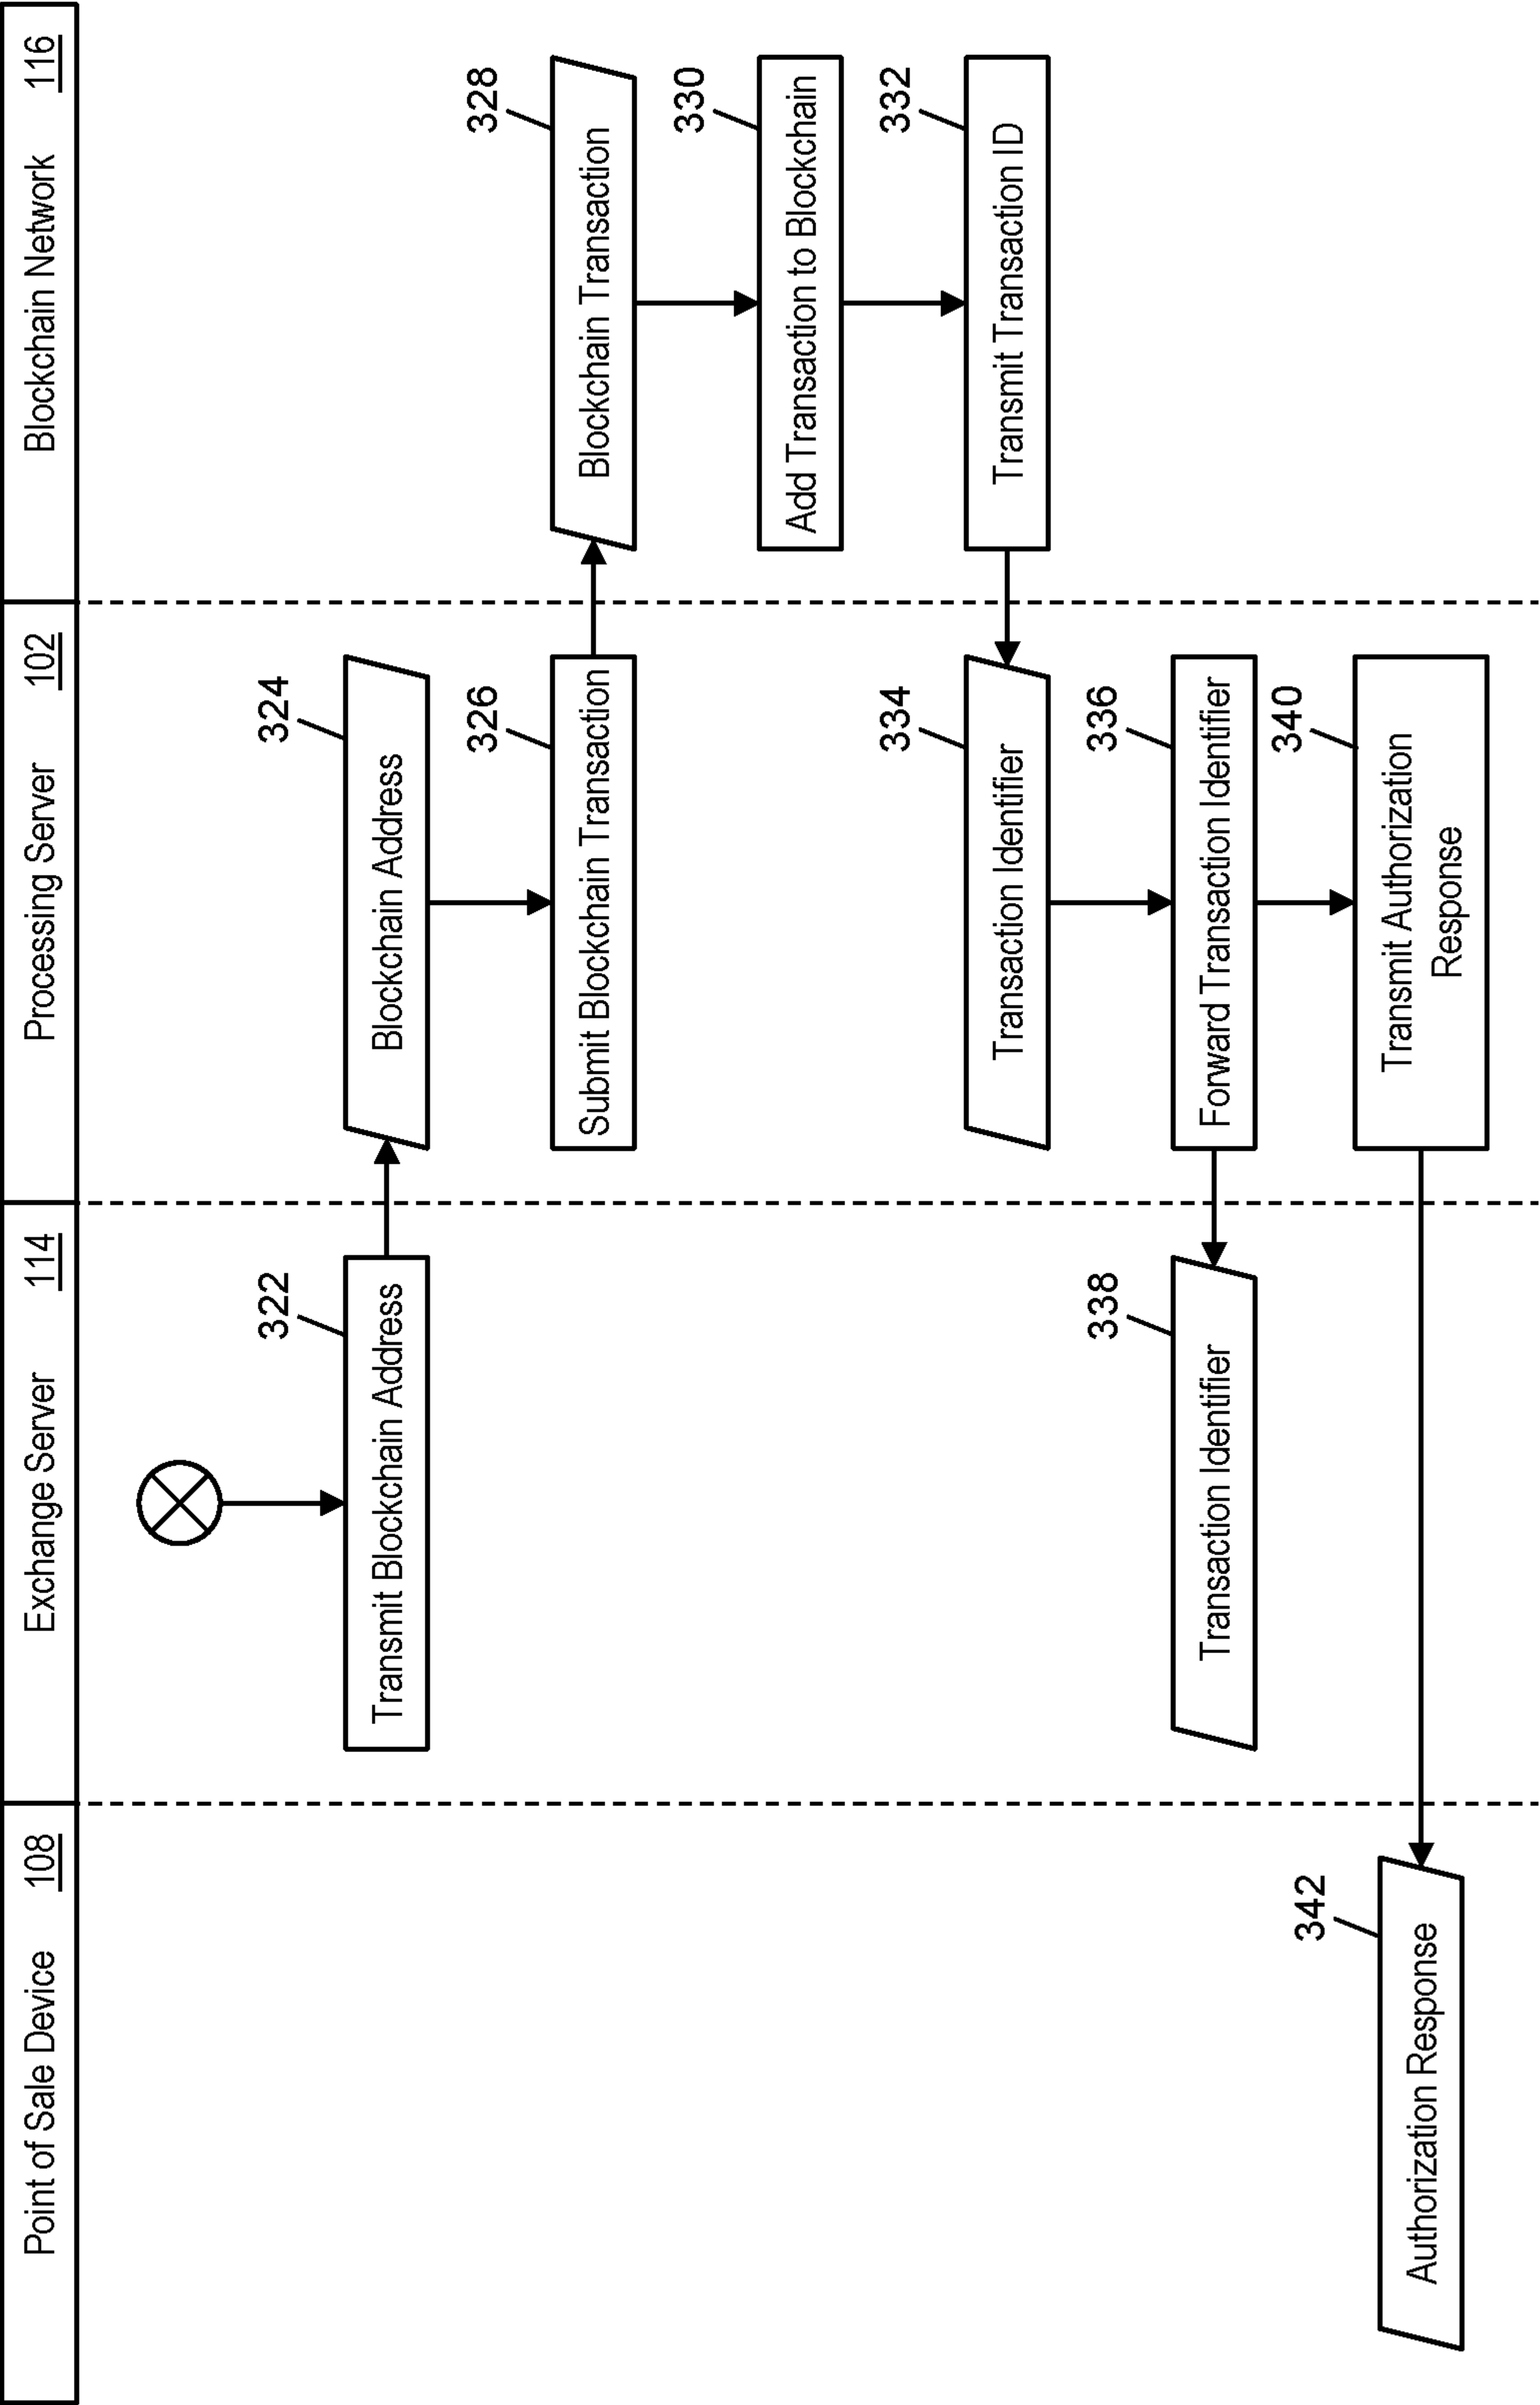 Point of Sale Device 108
Exchange Server 114
Processing Server 102
Blockchain Network 116
322
Transmit Blockchain Address
324
Blockchain Address
326
Submit Blockchain Transaction
328
Blockchain Transaction
330
Add Transaction to Blockchain
332
Transmit Transaction ID
334
Transaction Identifier
336
Forward Transaction Identifier
338
Transaction Identifier
340
Transmit Authorization
Response
342
Authorization Response